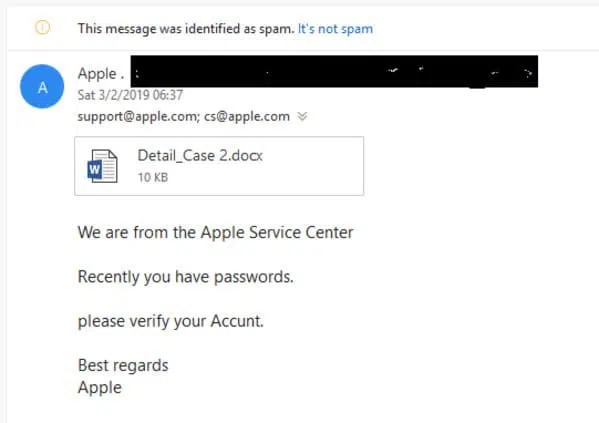 This message was identified as spam. It's not spam
A
Apple .
Sat 3/2/2019 06:37
support@apple.com; cs@apple.com
Detail_Case 2.docx
10 KB
We are from the Apple Service Center
Recently you have passwords.
please verify your Accunt.
Best regards
Apple